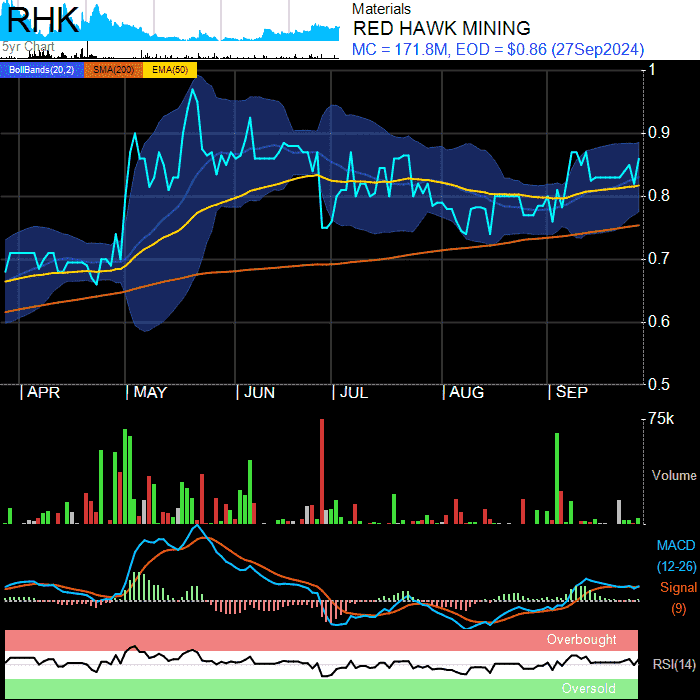 RHK
5yr Chart
Materials
RED HAWK MINING
MC = 171.8M, EOD = $0.86 (27Sep2024)
BollBands(20,2) SMA(200) EMA(50)
1
0.9
0.8
0.7
0.6
0.5
APR MAY JUN JUL AUG SEP
75k
Volume
MACD
(12-26)
Signal
(9)
Overbought
RSI(14)
Oversold